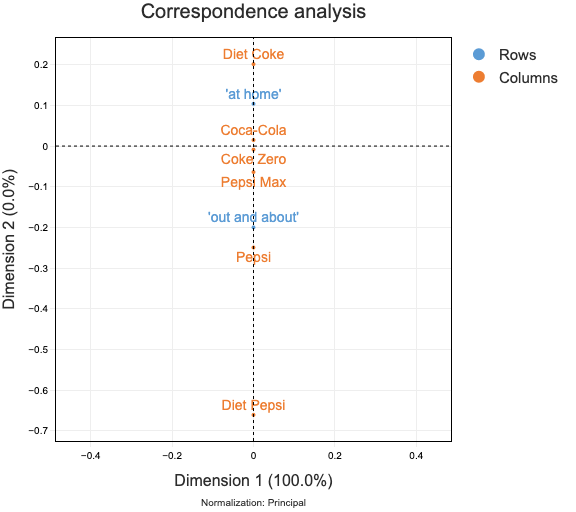 Correspondence analysis
Rows
Columns
Diet Coke
'at home'
Coca-Cola
Coke Zero
Pepsi Max
'out and about'
Pepsi
Diet Pepsi
Dimension 2 (0.0%)
0.2
0.1
0
−0.1
−0.2
−0.3
−0.4
−0.5
−0.6
−0.7
−0.4
−0.2
0
0.2
0.4
Dimension 1 (100.0%)
Normalization: Principal